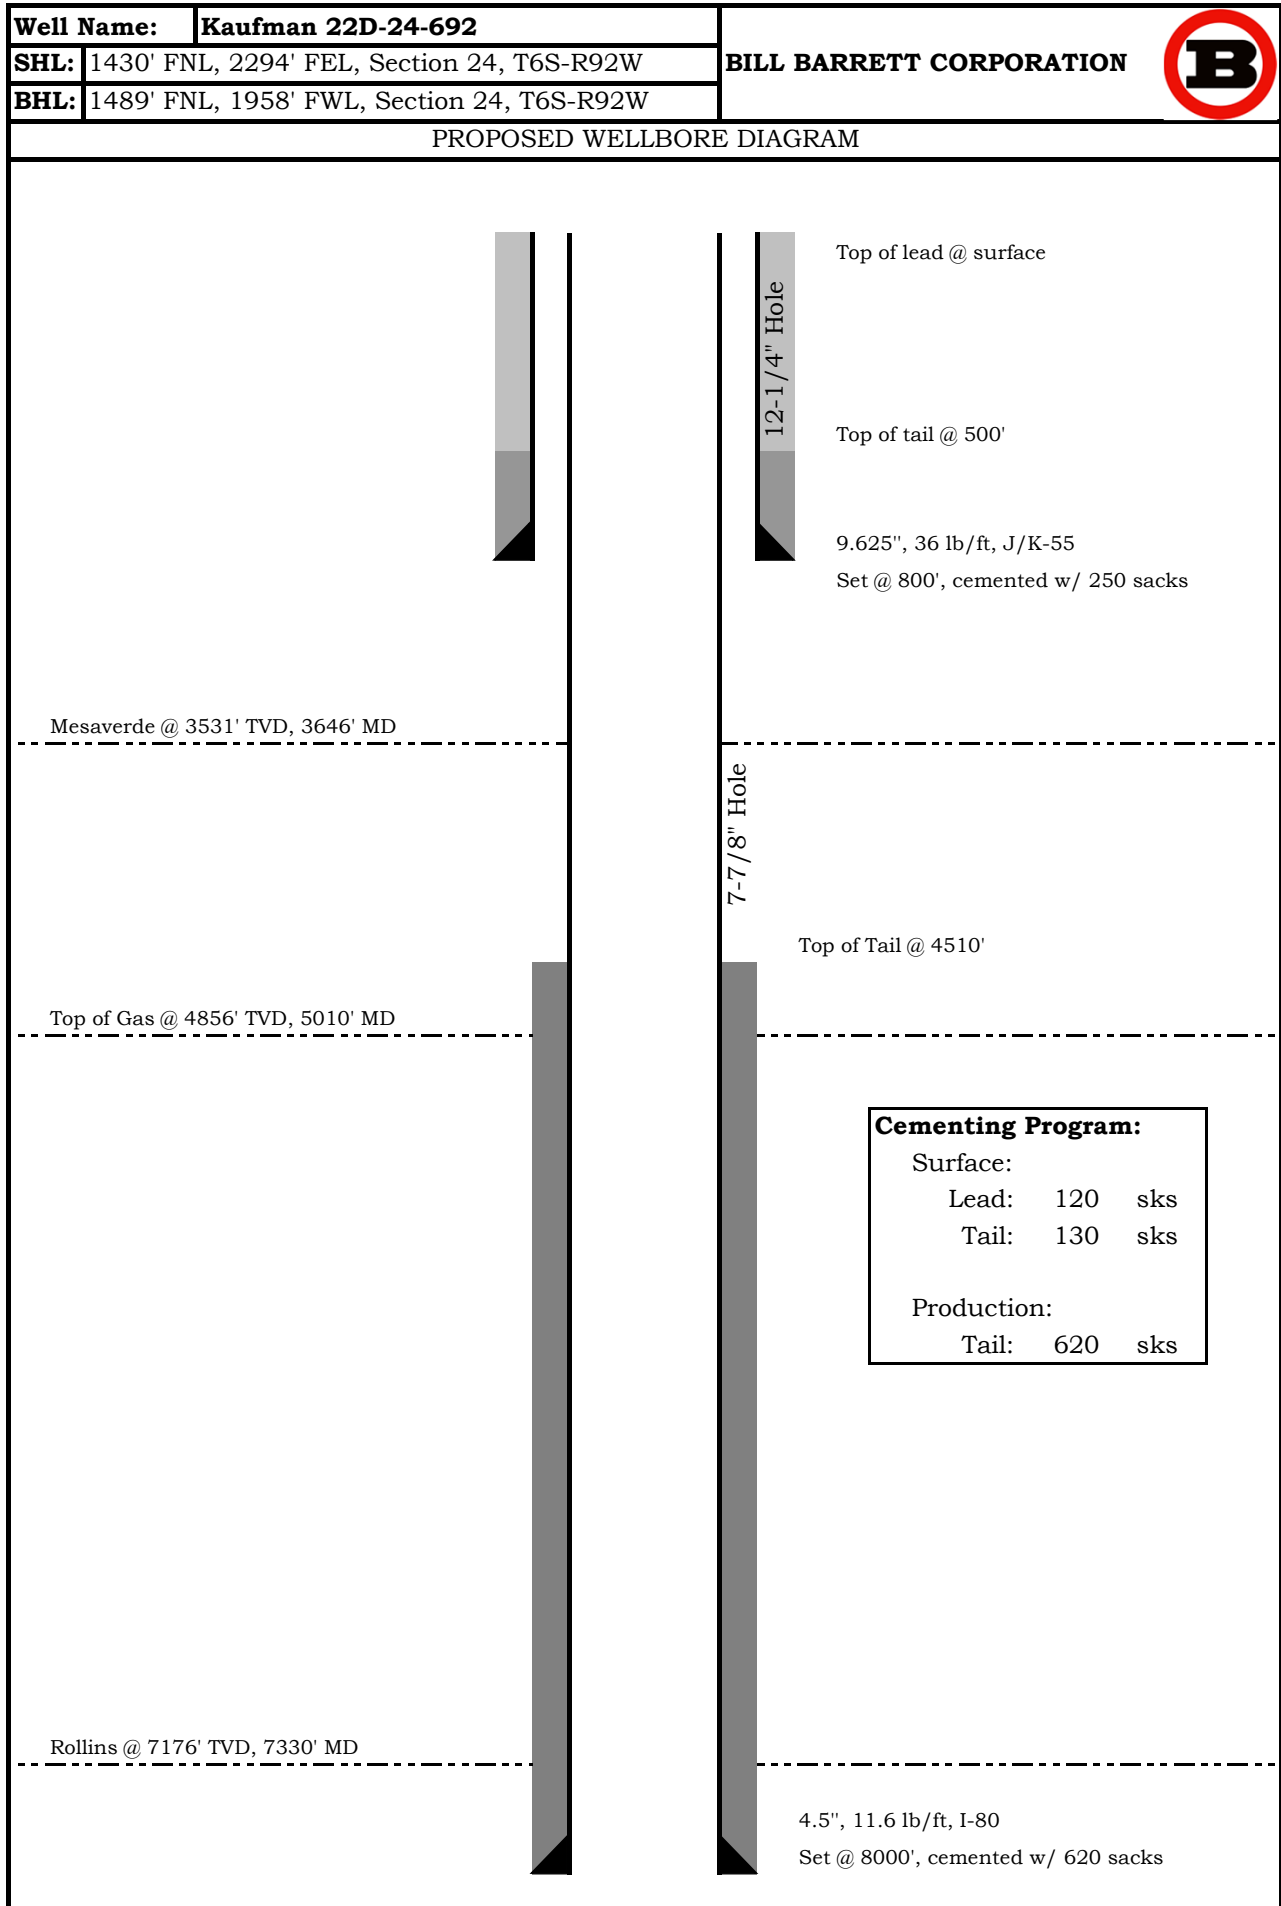 Well Name: Kaufman 22D-24-692
SHL: 1430' FNL, 2294' FEL, Section 24, T6S-R92W
BILL BARRETT CORPORATION
B
BHL: 1489' FNL, 1958' FWL, Section 24, T6S-R92W
PROPOSED WELLBORE DIAGRAM
Top of lead @ surface
12-1/4" Hole
Top of tail @ 500'
9.625", 36 lb/ft, J/K-55
Set @ 800', cemented w/ 250 sacks
Mesaverde @ 3531' TVD, 3646' MD
7-7/8" Hole
Top of Tail @ 4510'
Top of Gas @ 4856' TVD, 5010' MD
Cementing Program:
Surface:
Lead: 120 sks
Tail: 130 sks
Production:
Tail: 620 sks
Rollins @ 7176' TVD, 7330' MD
4.5", 11.6 lb/ft, I-80
Set @ 8000', cemented w/ 620 sacks